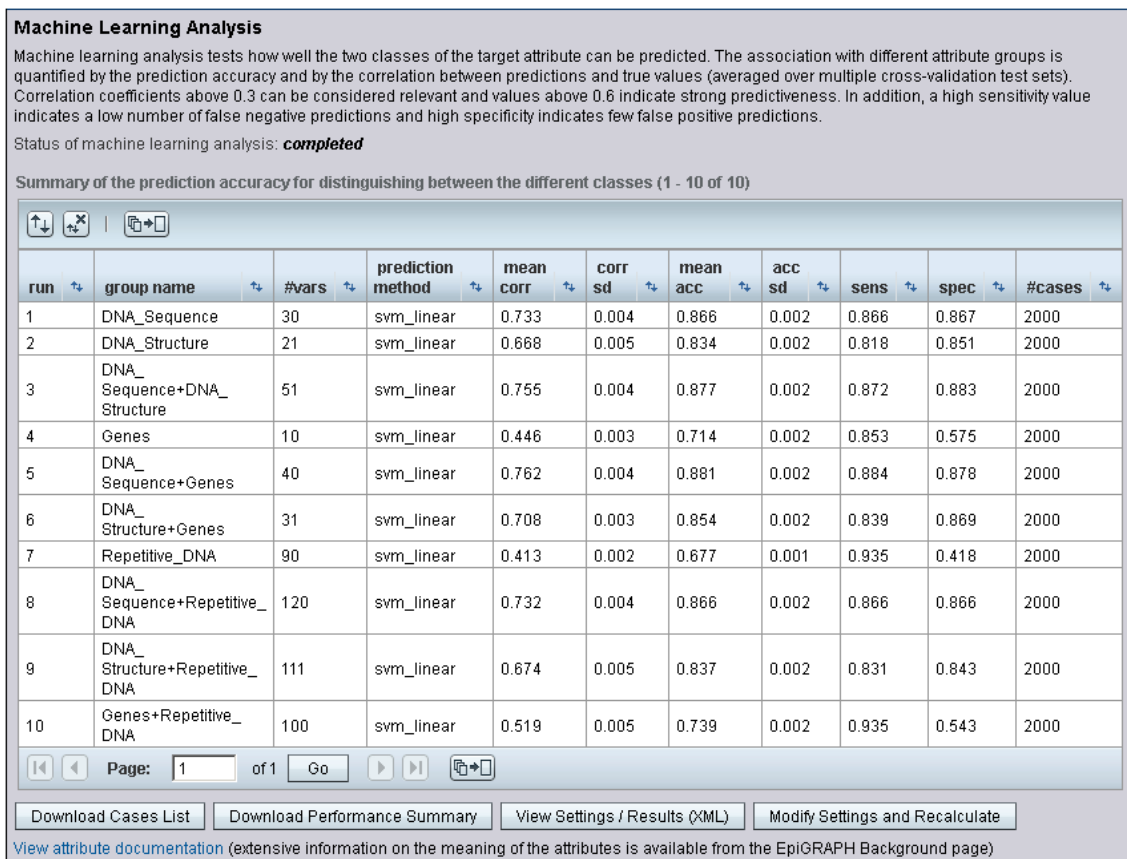 Machine Learning Analysis
Machine learning analysis tests how well the two classes of the target attribute can be predicted. The association with different attribute groups is
quantified by the prediction accuracy and by the correlation between predictions and true values (averaged over multiple cross-validation test sets).
Correlation coefficients above 0.3 can be considered relevant and values above 0.6 indicate strong predictiveness. In addition, a high sensitivity value
indicates a low number of false negative predictions and high specificity indicates few false positive predictions.
Status of machine learning analysis: completed
Summary of the prediction accuracy for distinguishing between the different classes (1 - 10 of 10)
run group name #vars prediction method mean corr corr sd mean acc acc sd sens spec #cases
1 DNA_Sequence 30 svm_linear 0.733 0.004 0.866 0.002 0.866 0.867 2000
2 DNA_Structure 21 svm_linear 0.668 0.005 0.834 0.002 0.818 0.851 2000
3 DNA_Sequence+DNA_Structure 51 svm_linear 0.755 0.004 0.877 0.002 0.872 0.883 2000
4 Genes 10 svm_linear 0.446 0.003 0.714 0.002 0.853 0.575 2000
5 DNA_Sequence+Genes 40 svm_linear 0.762 0.004 0.881 0.002 0.884 0.878 2000
6 DNA_Structure+Genes 31 svm_linear 0.708 0.003 0.854 0.002 0.839 0.869 2000
7 Repetitive_DNA 90 svm_linear 0.413 0.002 0.677 0.001 0.935 0.418 2000
8 DNA_Sequence+Repetitive_DNA 120 svm_linear 0.732 0.004 0.866 0.002 0.866 0.866 2000
9 DNA_Structure+Repetitive_DNA 111 svm_linear 0.674 0.005 0.837 0.002 0.831 0.843 2000
10 Genes+Repetitive_DNA 100 svm_linear 0.519 0.005 0.739 0.002 0.935 0.543 2000
Page: 1 of 1 Go
Download Cases List Download Performance Summary View Settings / Results (XML) Modify Settings and Recalculate
View attribute documentation (extensive information on the meaning of the attributes is available from the EpiGRAPH Background page)